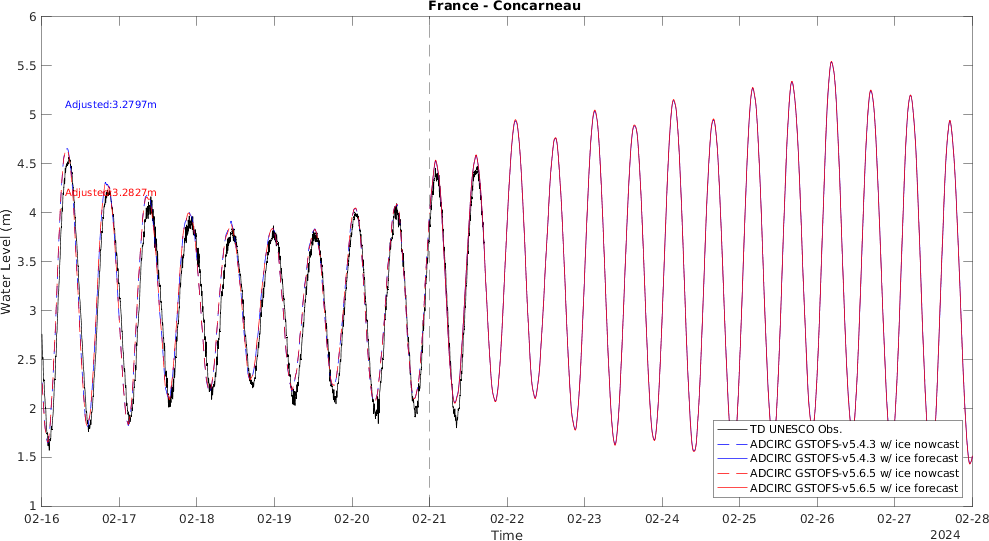 France - Concarneau
6
5.5
5
4.5
4
3.5
3
2.5
2
1.5
1
Water Level (m)
Adjusted:3.2797m
Adjusted:3.2827m
TD UNESCO Obs.
ADCIRC GSTOFS-v5.4.3 w/ ice nowcast
ADCIRC GSTOFS-v5.4.3 w/ ice forecast
ADCIRC GSTOFS-v5.6.5 w/ ice nowcast
ADCIRC GSTOFS-v5.6.5 w/ ice forecast
02-16 02-17 02-18 02-19 02-20 02-21 02-22 02-23 02-24 02-25 02-26 02-27 02-28
Time
2024